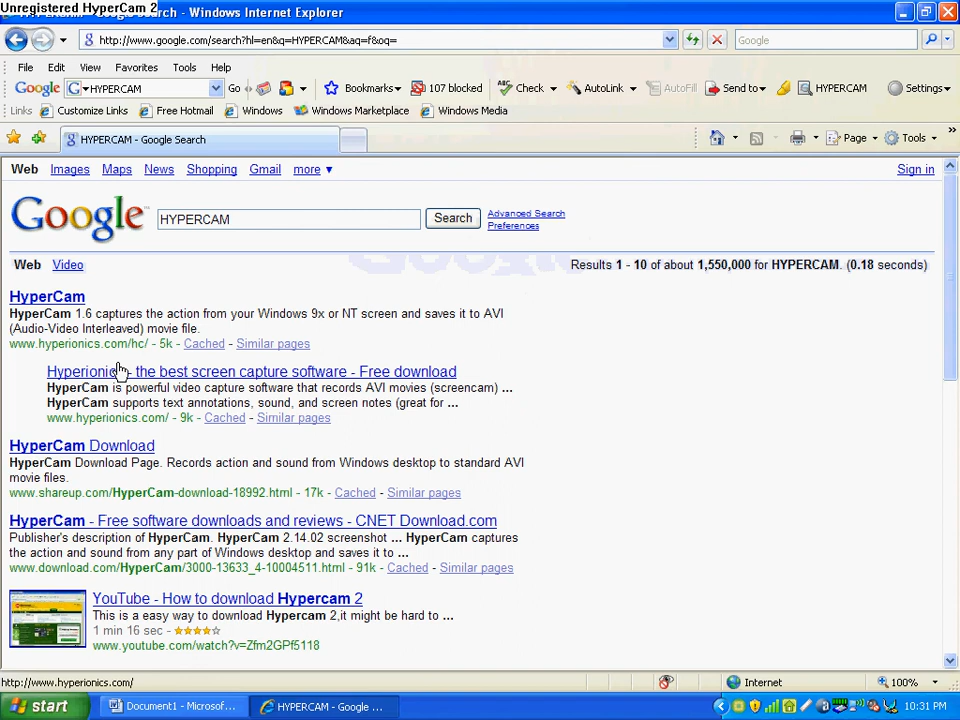 Unregistered HyperCam 2
Google Search - Windows Internet Explorer
http://www.google.com/search?hl=en&q=HYPERCAM&aq=f&oq=
Google
File Edit View Favorites Tools Help
Google HYPERCAM Go Bookmarks 107 blocked Check AutoLink AutoFill Send to HYPERCAM Settings
Links Customize Links Free Hotmail Windows Windows Marketplace Windows Media
HYPERCAM - Google Search Page Tools
Web Images Maps News Shopping Gmail more ▼ Sign in
Google HYPERCAM Search Advanced Search
Preferences
Web Video Results 1 - 10 of about 1,550,000 for HYPERCAM. (0.18 seconds)
HyperCam
HyperCam 1.6 captures the action from your Windows 9x or NT screen and saves it to AVI
(Audio-Video Interleaved) movie file.
www.hyperionics.com/hc/ - 5k - Cached - Similar pages
Hyperionics - the best screen capture software - Free download
HyperCam is powerful video capture software that records AVI movies (screencam) ...
HyperCam supports text annotations, sound, and screen notes (great for ...
www.hyperionics.com/ - 9k - Cached - Similar pages
HyperCam Download
HyperCam Download Page. Records action and sound from Windows desktop to standard AVI
movie files.
www.shareup.com/HyperCam-download-18992.html - 17k - Cached - Similar pages
HyperCam - Free software downloads and reviews - CNET Download.com
Publisher's description of HyperCam. HyperCam 2.14.02 screenshot ... HyperCam captures
the action and sound from any part of Windows desktop and saves it to ...
www.download.com/HyperCam/3000-13633_4-10004511.html - 91k - Cached - Similar pages
YouTube - How to download Hypercam 2
This is a easy way to download Hypercam 2,it might be hard to ...
1 min 16 sec -
www.youtube.com/watch?v=Zfm2GPf5118
http://www.hyperionics.com/ Internet 100%
start Document1 - Microsof... HYPERCAM - Google ... 10:31 PM